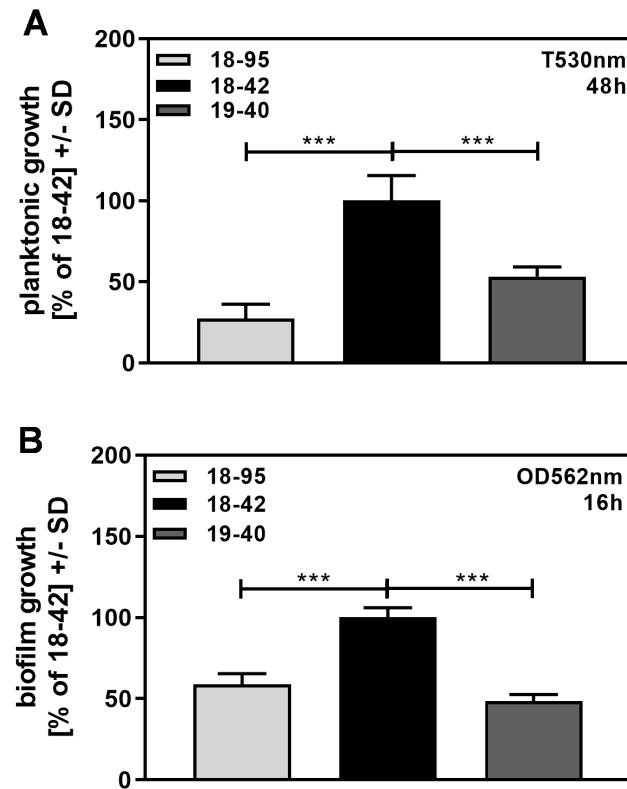 A
planktonic growth
[% of 18-42] +/- SD
200
150
100
50
0
18-95
18-42
19-40
T530nm
48h
***
***
B
biofilm growth
[% of 18-42] +/- SD
200
150
100
50
0
18-95
18-42
19-40
OD562nm
16h
***
***